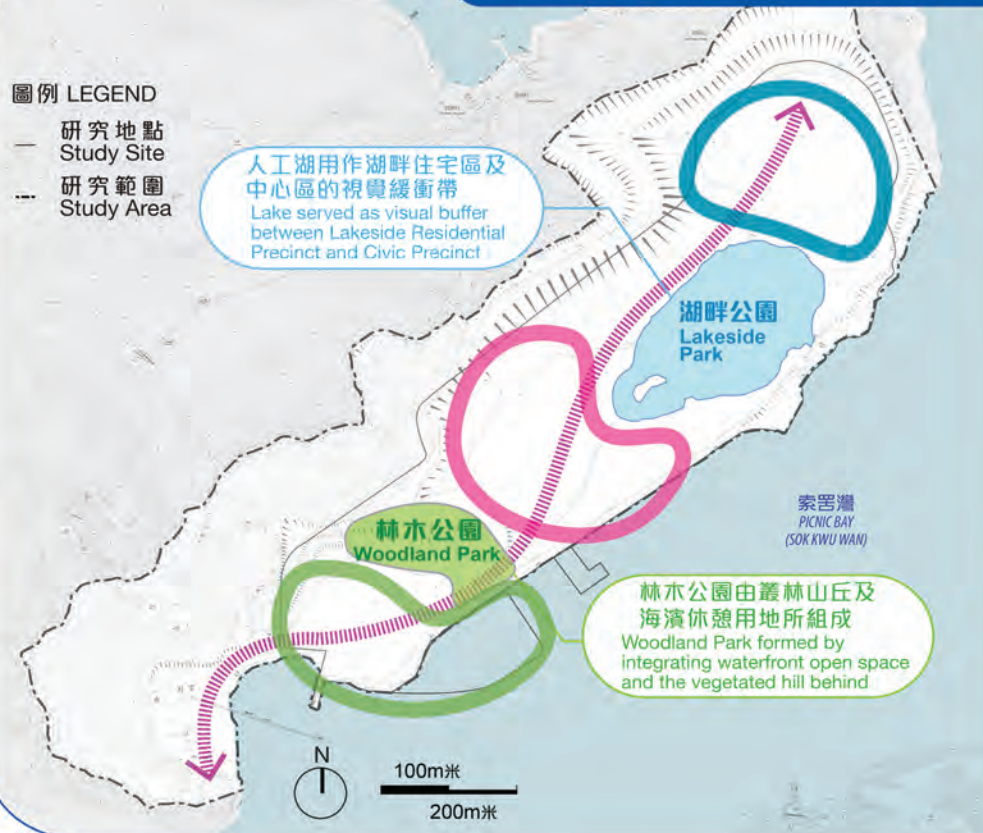 圖例 LEGEND
研究地點
Study Site
研究範圍
Study Area
人工湖用作湖畔住宅區及
中心區的視覺緩衝帶
Lake served as visual buffer
between Lakeside Residential
Precinct and Civic Precinct
湖畔公園
Lakeside
Park
索罟灣
PICNIC BAY
(SOK KWU WAN)
林木公園
Woodland Park
林木公園由叢林山丘及
海濱休憩用地所組成
Woodland Park formed by
integrating waterfront open space
and the vegetated hill behind
N
100m米
200m米